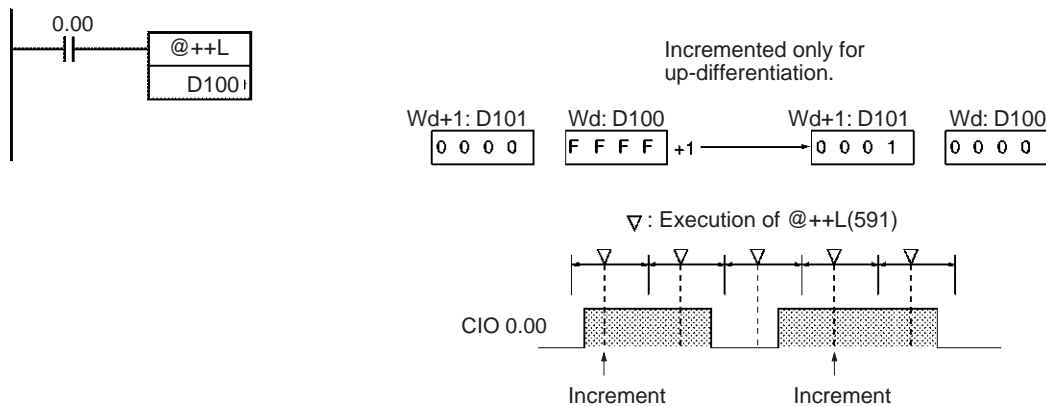 0.00
@++L
D100
Incremented only for
up-differentiation.
Wd+1: D101 Wd: D100 Wd+1: D101 Wd: D100
0 0 0 0 F F F F +1 0 0 0 1 0 0 0 0
: Execution of @++L(591)
CIO 0.00
Increment Increment